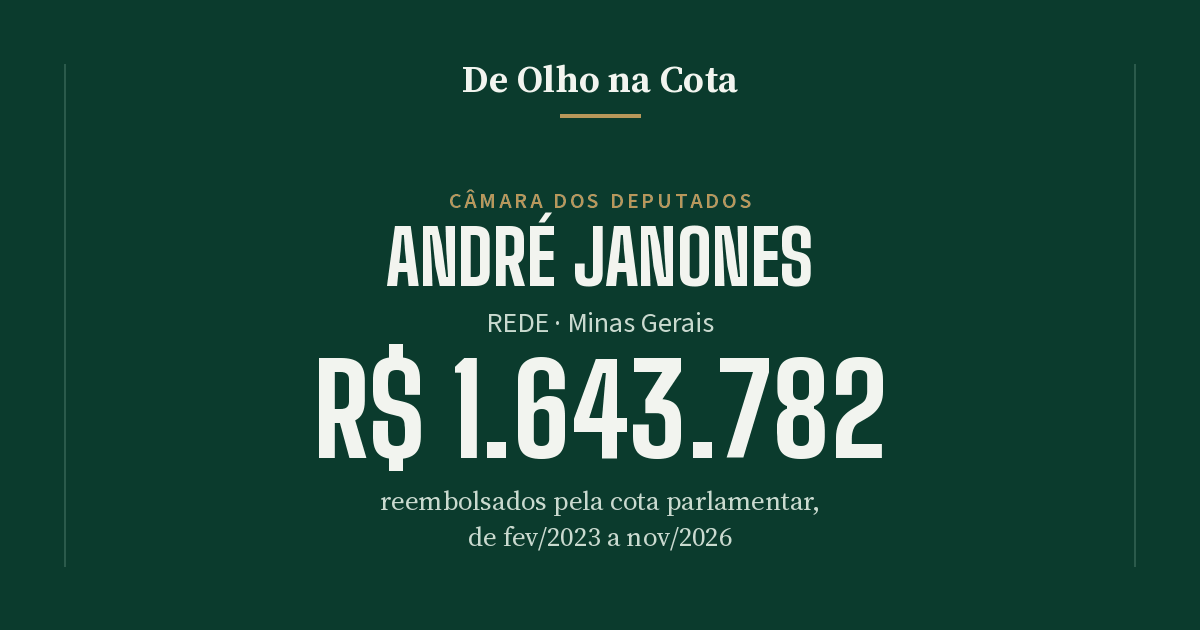 De Olho na Cota
CÂMARA DOS DEPUTADOS
ANDRÉ JANONES
REDE · Minas Gerais
R$ 1.643.782
reembolsados pela cota parlamentar,
de fev/2023 a nov/2026